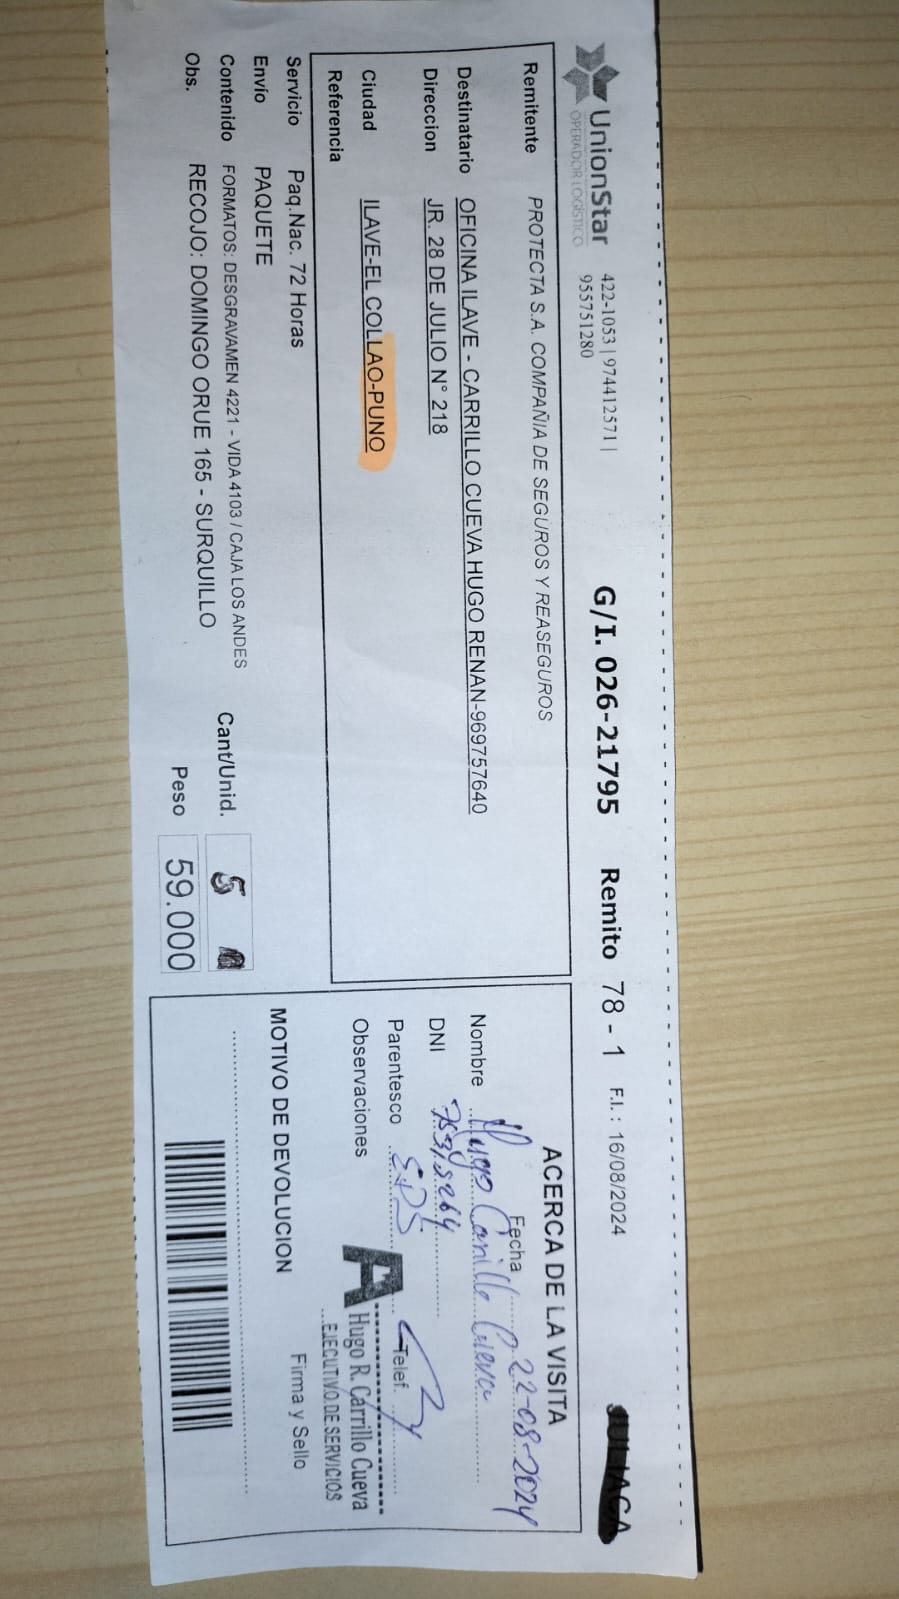 UnionStar
OPERADOR LOGÍSTICO
422-1053 | 974412571 |
955751280
G/I. 026-21795
Remito 78 - 1
F.I.: 16/08/2024
JULIACA
Remitente PROTECTA S.A. COMPAÑIA DE SEGUROS Y REASEGUROS
Destinatario OFICINA ILAVE - CARRILLO CUEVA HUGO RENAN-969757640
Direccion JR. 28 DE JULIO N° 218
Ciudad ILAVE-EL COLLAO-PUNO
Referencia
Servicio Paq.Nac. 72 Horas
Envío PAQUETE
Contenido FORMATOS: DESGRAVAMEN 4221 - VIDA 4103 / CAJA LOS ANDES
Obs. RECOJO: DOMINGO ORUE 165 - SURQUILLO
Cant/Unid. 5
Peso 59.000
ACERCA DE LA VISITA
Fecha 22-08-2024
Nombre Hugo Carrillo Cueva
DNI
Parentesco
Telef.
Observaciones
A Hugo R. Carrillo Cueva
EJECUTIVO DE SERVICIOS
Firma y Sello
MOTIVO DE DEVOLUCION